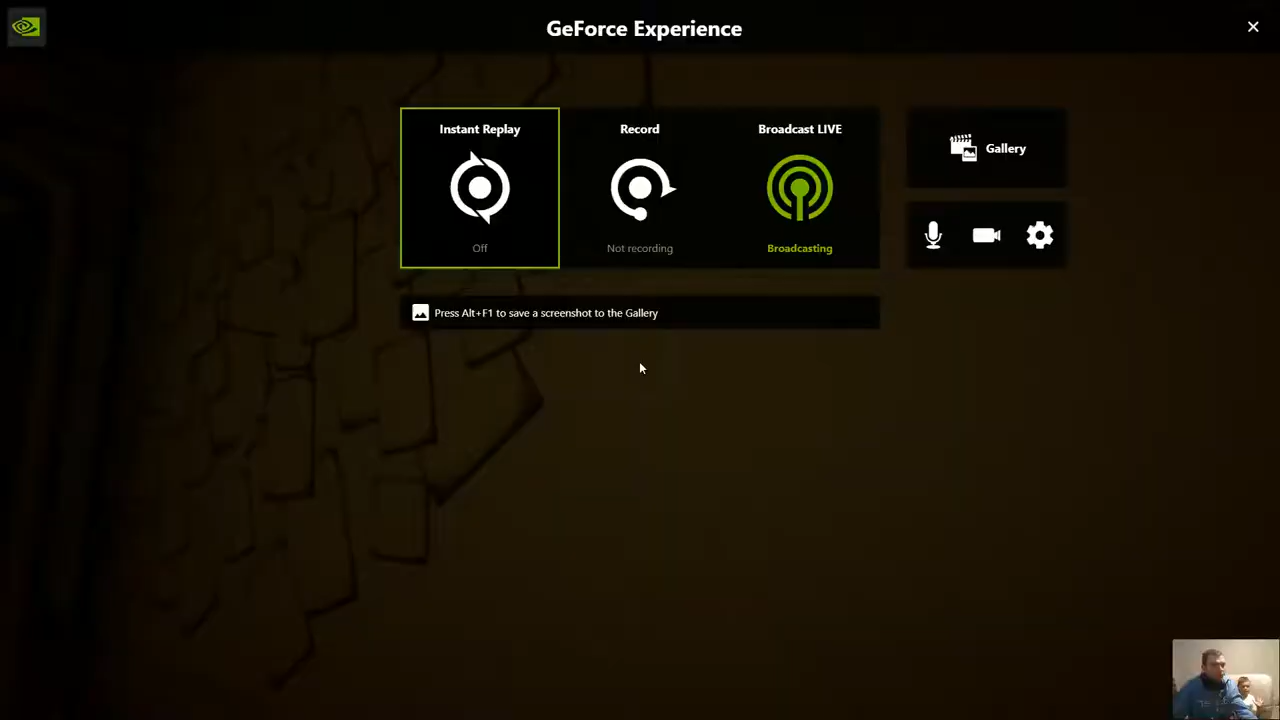 GeForce Experience
Instant Replay
Off
Record
Not recording
Broadcast LIVE
Broadcasting
Gallery
Press Alt+F1 to save a screenshot to the Gallery